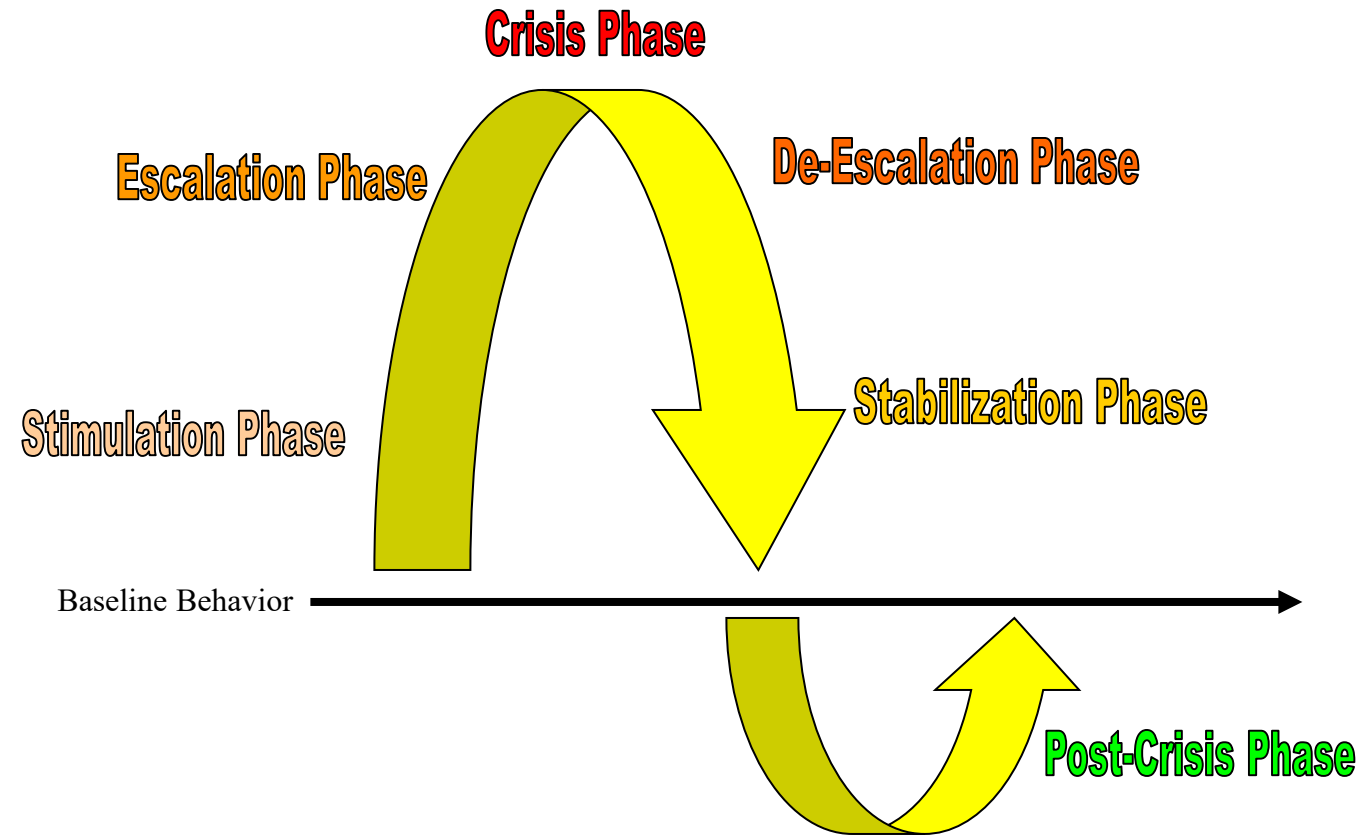 Crisis Phase
Escalation Phase
De-Escalation Phase
Stimulation Phase
Stabilization Phase
Baseline Behavior
Post-Crisis Phase